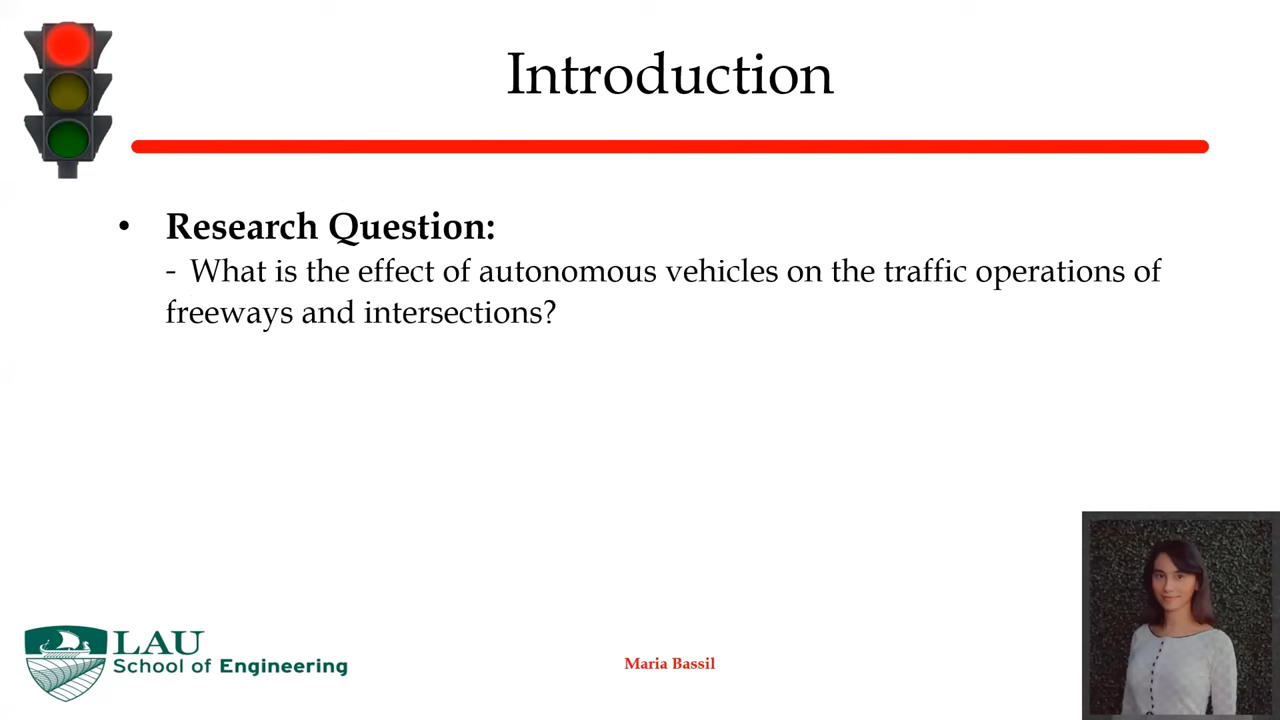 Introduction
• Research Question:
- What is the effect of autonomous vehicles on the traffic operations of
freeways and intersections?
LAU
School of Engineering
Maria Bassil